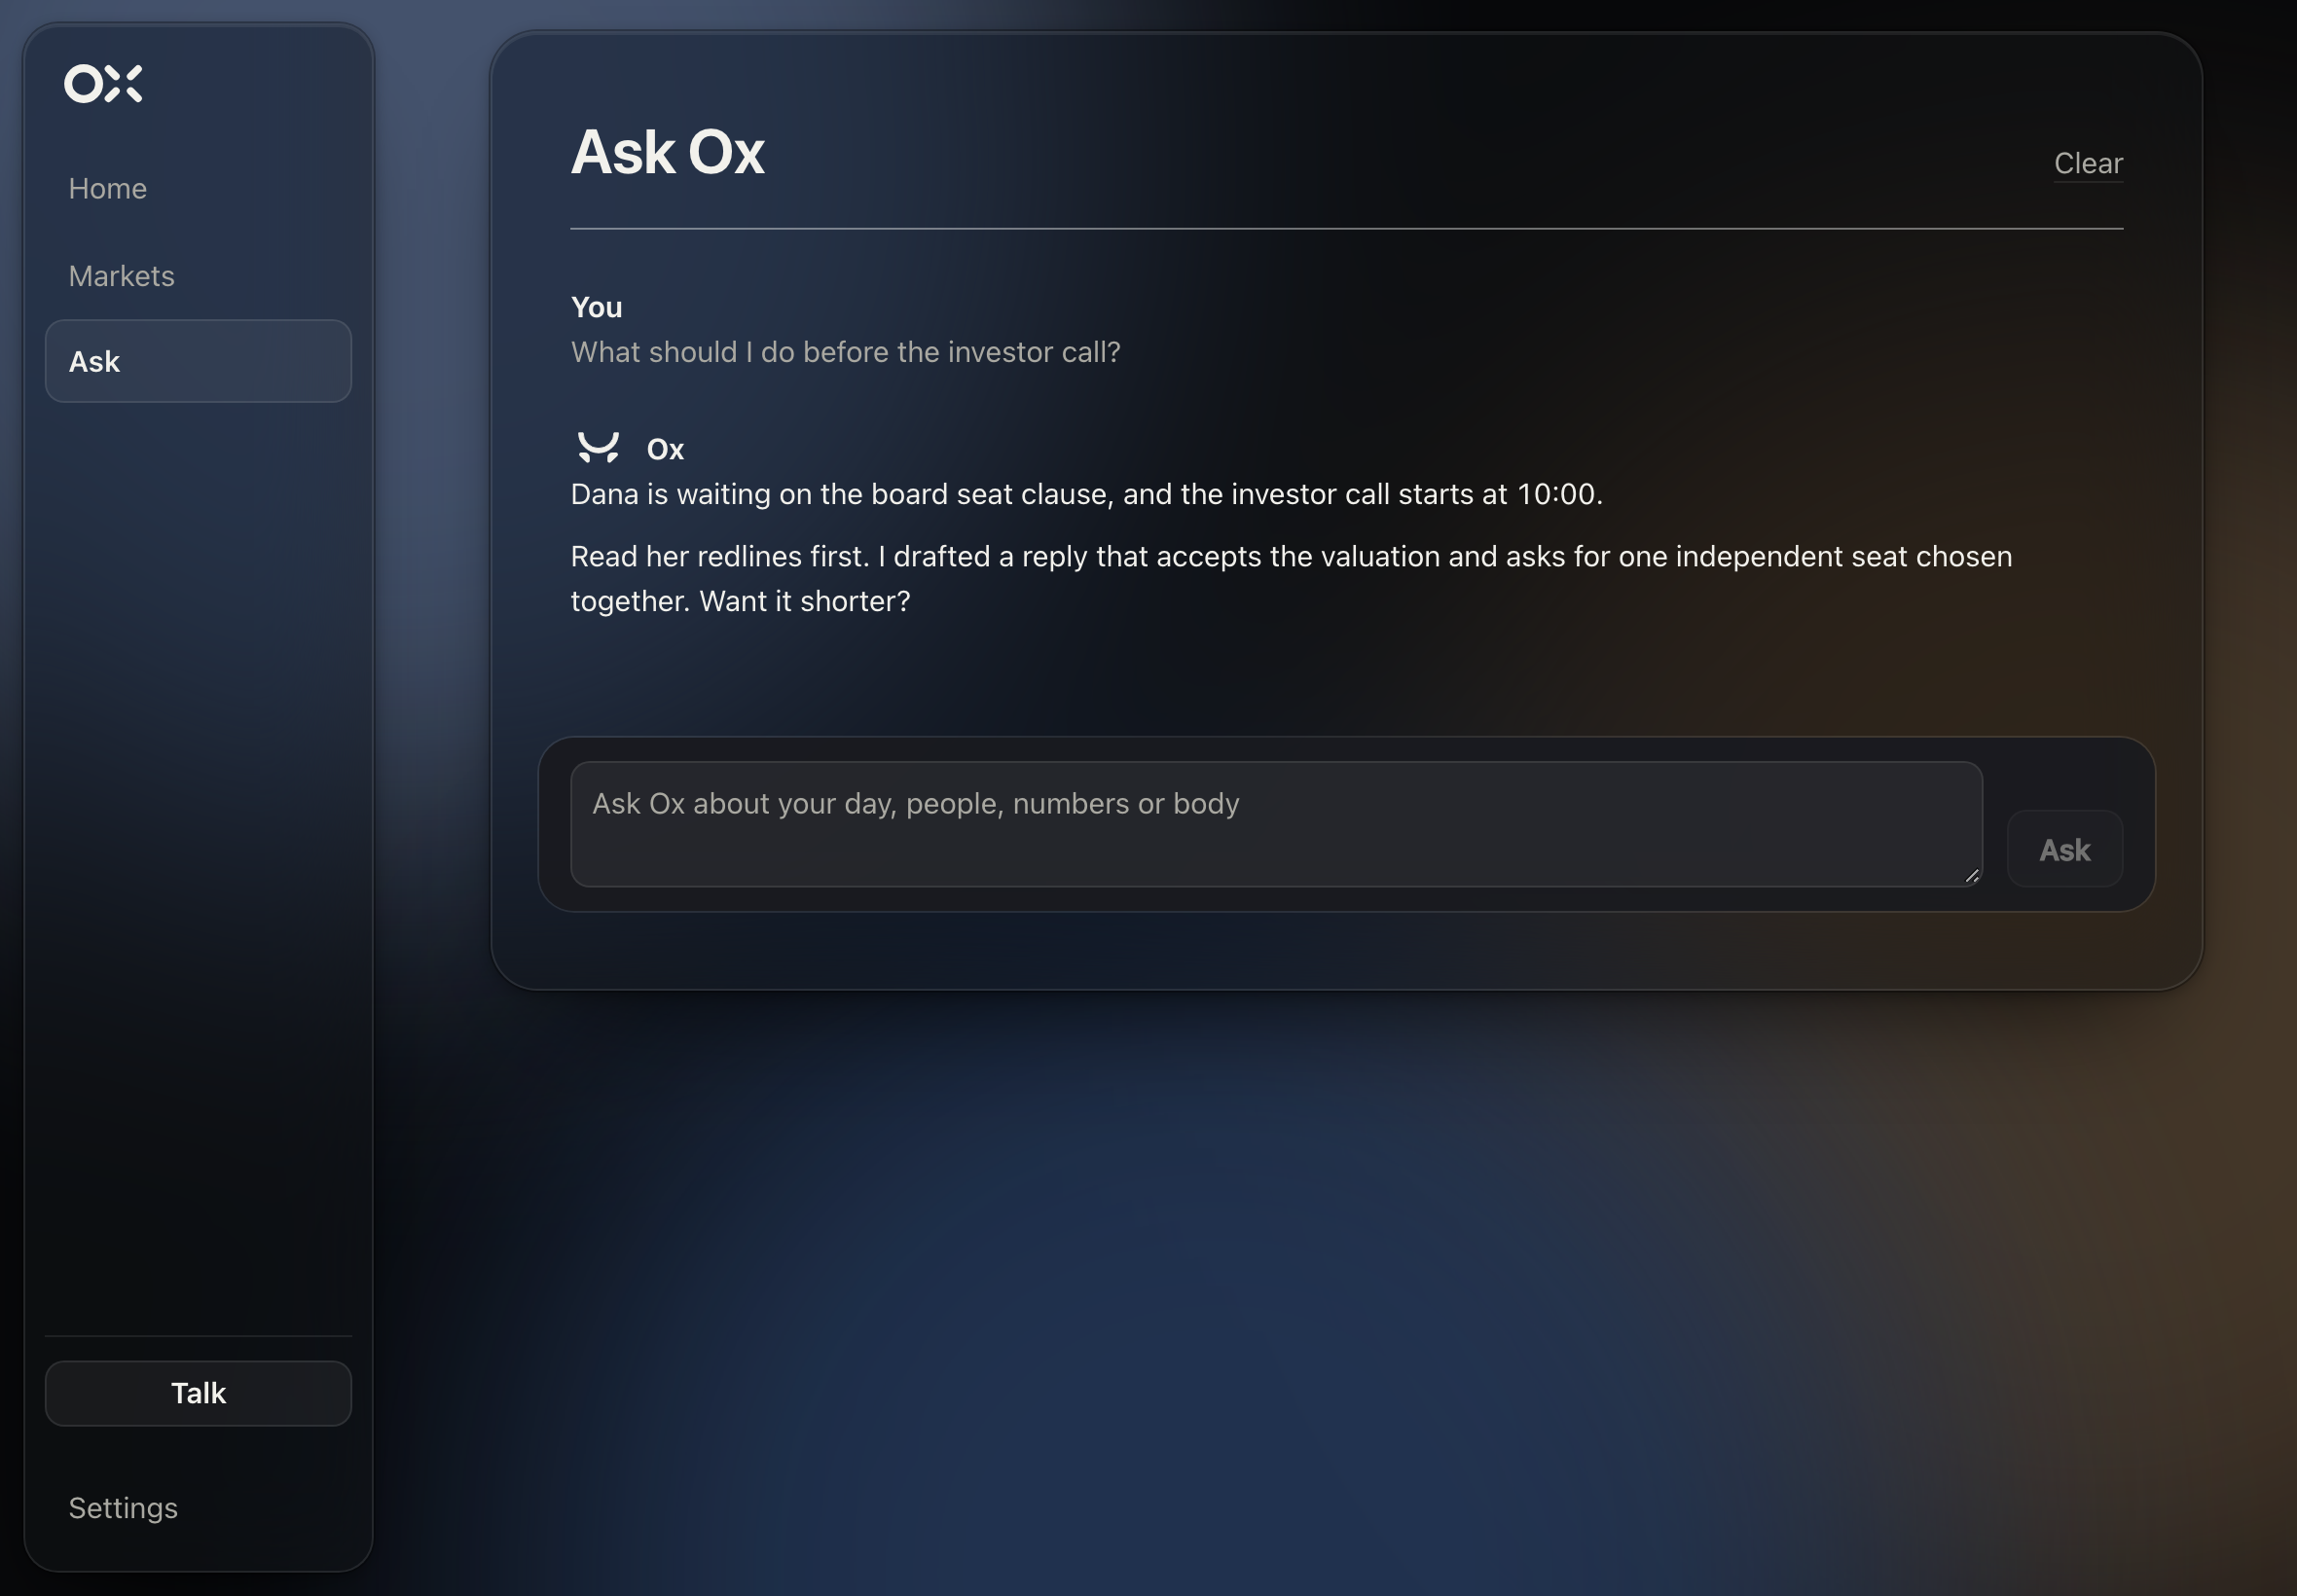 OX
Home
Markets
Ask
Talk
Settings
Ask Ox
Clear
You
What should I do before the investor call?
Ox
Dana is waiting on the board seat clause, and the investor call starts at 10:00.
Read her redlines first. I drafted a reply that accepts the valuation and asks for one independent seat chosen
together. Want it shorter?
Ask Ox about your day, people, numbers or body
Ask